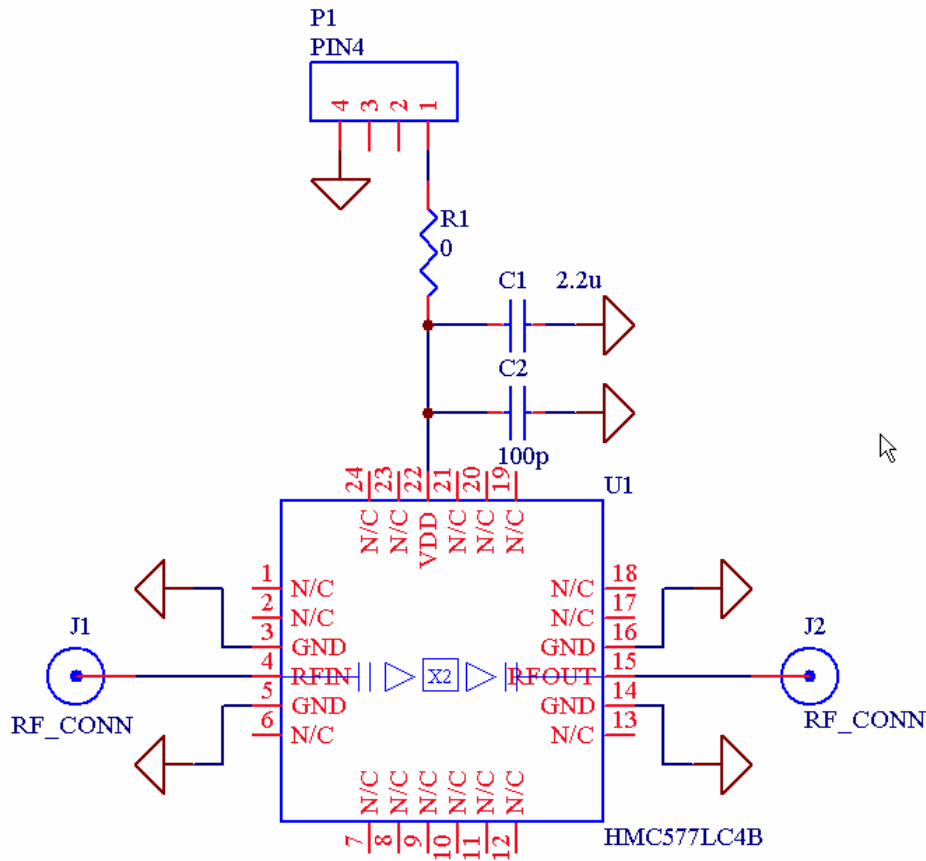 P1
PIN4
4 3 2 1
R1
0
C1 2.2u
C2
100p
24 23 22 21 20 19
U1
N/C N/C VDD N/C N/C N/C
1 N/C N/C 18
2 N/C N/C 17
3 GND GND 16
J1 J2
4 RFIN X2 RFOUT 15
5 GND GND 14
RF_CONN RF_CONN
6 N/C N/C 13
N/C N/C N/C N/C N/C N/C
7 8 9 10 11 12
HMC577LC4B